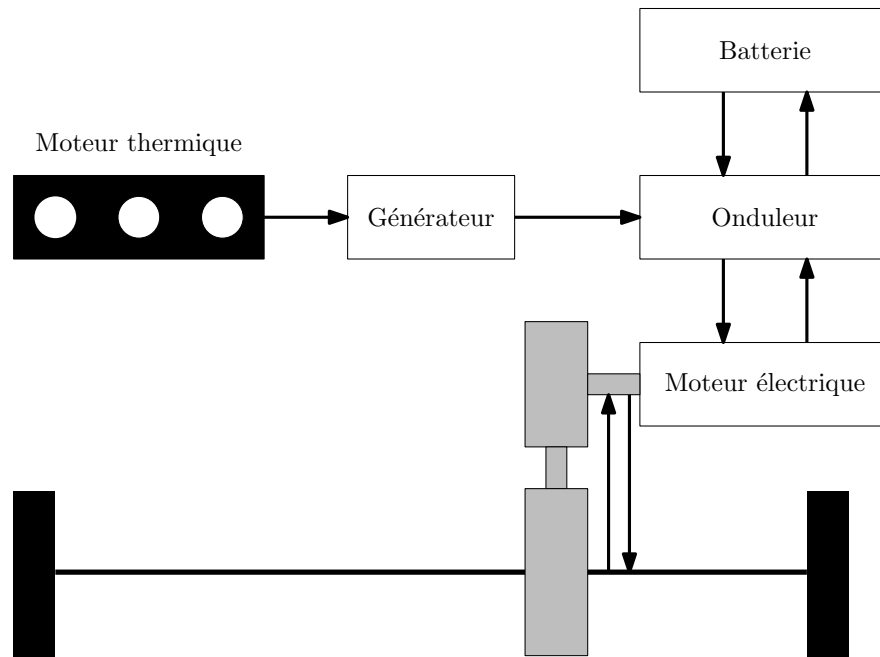 Batterie
Moteur thermique
Générateur
Onduleur
Moteur électrique